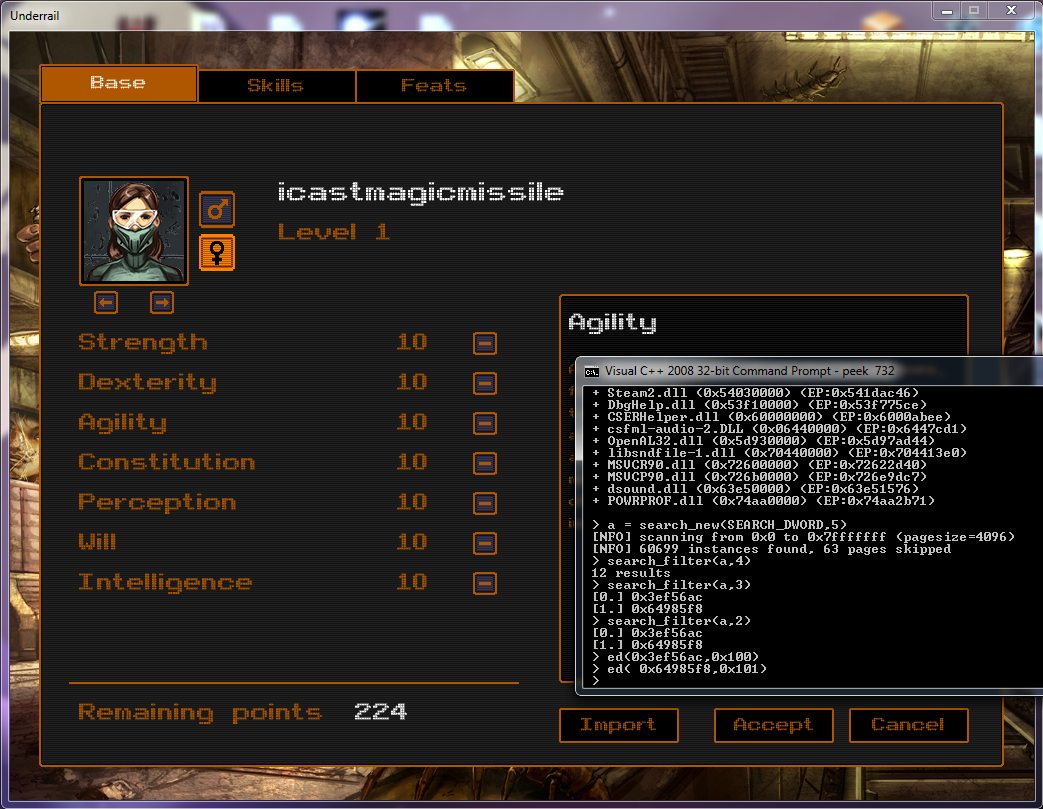 Underrail
Base
Skills
Feats
icastmagicmissile
Level 1
Strength 10
Dexterity 10
Agility 10
Constitution 10
Perception 10
Will 10
Intelligence 10
Remaining points 224
Agility
Visual C++ 2008 32-bit Command Prompt - peek 732
+ Steam2.dll (0x54030000) (EP:0x541dac46)
+ DbgHelp.dll (0x53f10000) (EP:0x53f775ce)
+ CSERHelper.dll (0x60000000) (EP:0x6000abee)
+ csfml-audio-2.DLL (0x06440000) (EP:0x6447cd1)
+ OpenAL32.dll (0x5d930000) (EP:0x5d97ad44)
+ libsndfile-1.dll (0x70440000) (EP:0x704413e0)
+ MSVCR90.dll (0x72600000) (EP:0x72622d40)
+ MSVCP90.dll (0x726b0000) (EP:0x726e9dc7)
+ dsound.dll (0x63e50000) (EP:0x63e51576)
+ POWRPROF.dll (0x74aa0000) (EP:0x74aa2b71)
> a = search_new(SEARCH_DWORD,5)
[NFO] scanning from 0x0 to 0x7fffffff (pagesize=4096)
[NFO] 60699 instances found, 63 pages skipped
> search_filter(a,4)
12 results
> search_filter(a,3)
[0.] 0x3ef56ac
[1.] 0x64985f8
> search_filter(a,2)
[0.] 0x3ef56ac
[1.] 0x64985f8
> ed(0x3ef56ac,0x100)
> ed( 0x64985f8,0x101)
>
Import
Accept
Cancel